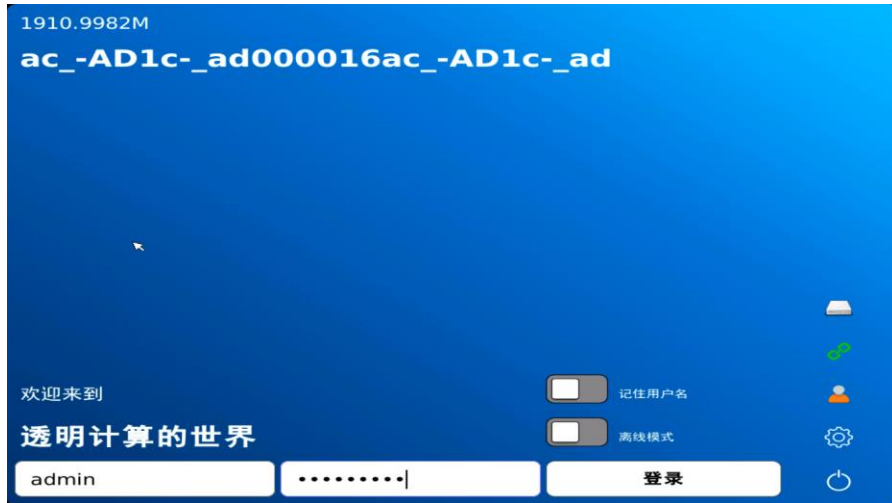 1910.9982M
ac_-AD1c-_ad000016ac_-AD1c-_ad
欢迎来到
记住用户名
透明计算的世界
离线模式
admin
•••••••••
登录